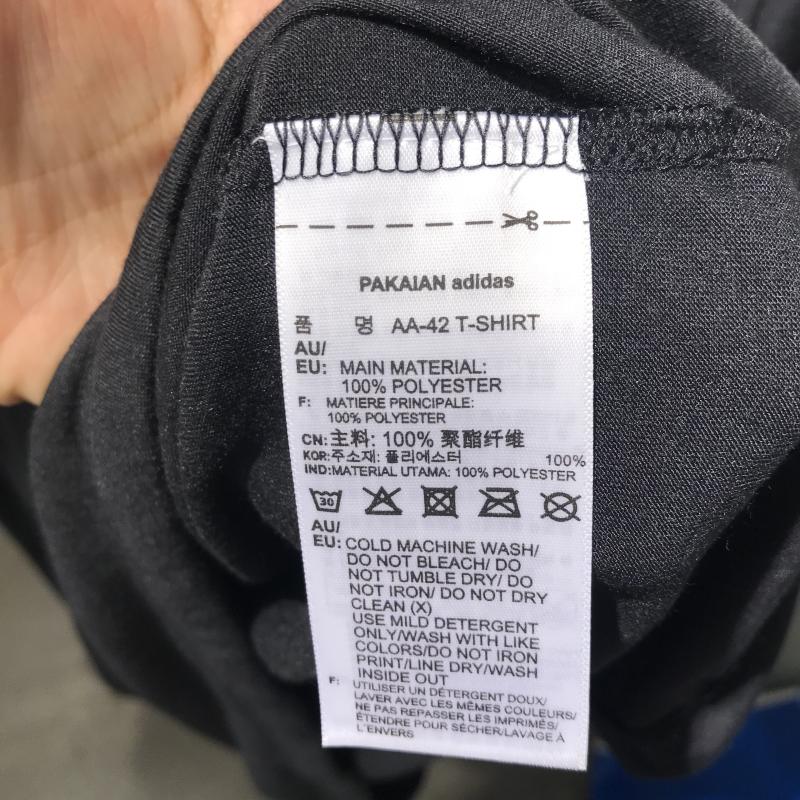 PAKAIAN adidas
품 명 AA-42 T-SHIRT
AU/
EU: MAIN MATERIAL:
100% POLYESTER
F: MATIERE PRINCIPALE:
100% POLYESTER
CN:主料: 100% 聚酯纤维
KOR:주소재: 폴리에스터 100%
IND:MATERIAL UTAMA: 100% POLYESTER
30
AU/
EU: COLD MACHINE WASH/
DO NOT BLEACH/ DO
NOT TUMBLE DRY/ DO
NOT IRON/ DO NOT DRY
CLEAN (X)
USE MILD DETERGENT
ONLY/WASH WITH LIKE
COLORS/DO NOT IRON
PRINT/LINE DRY/WASH
INSIDE OUT
F: UTILISER UN DÉTERGENT DOUX/
LAVER AVEC LES MÊMES COULEURS/
NE PAS REPASSER LES IMPRIMÉS/
ÉTENDRE POUR SÉCHER/LAVAGE À
L'ENVERS